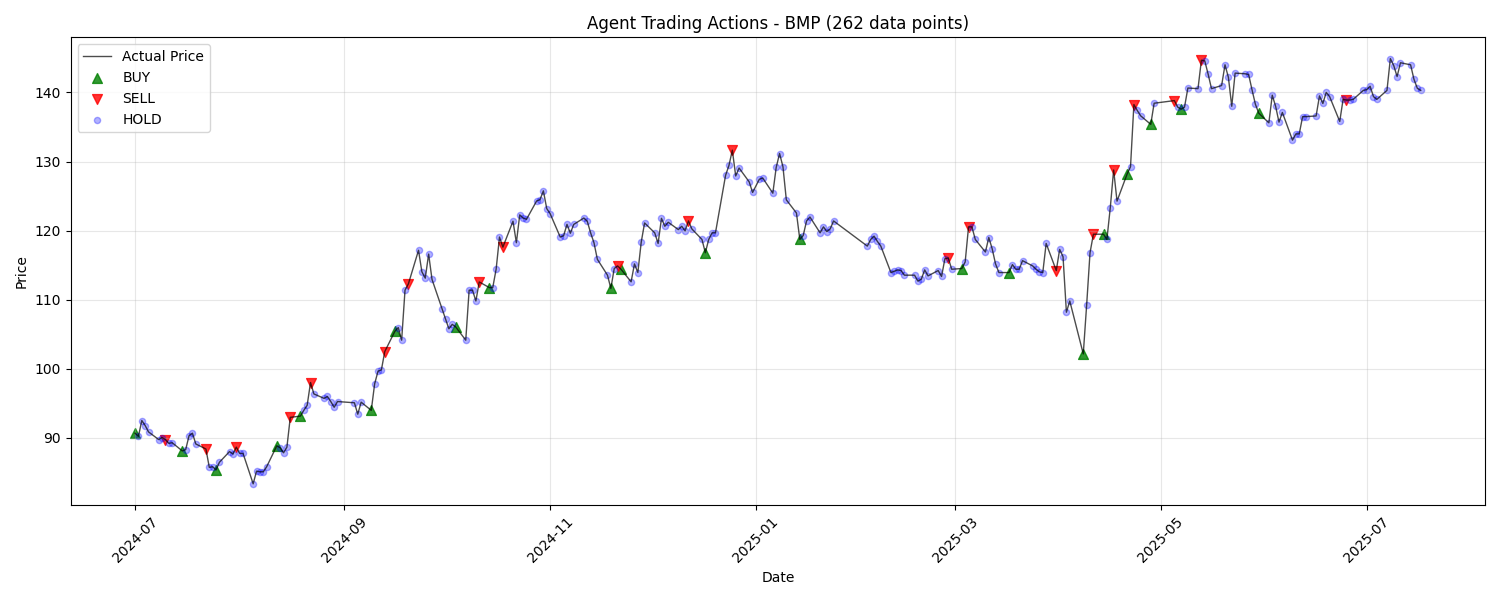 Agent Trading Actions - BMP (262 data points)
Actual Price
BUY
SELL
HOLD
Price
140
130
120
110
100
90
2024-07
2024-09
2024-11
2025-01
2025-03
2025-05
2025-07
Date